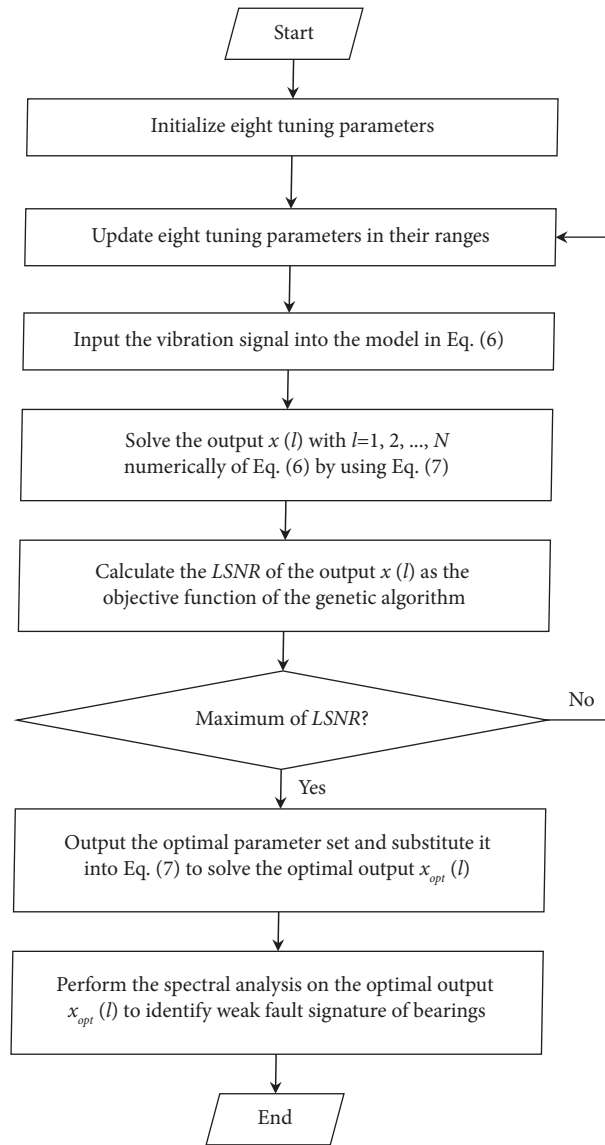 Start
Initialize eight tuning parameters
Update eight tuning parameters in their ranges
Input the vibration signal into the model in Eq. (6)
Solve the output x (l) with l=1, 2, ..., N
numerically of Eq. (6) by using Eq. (7)
Calculate the LSNR of the output x (l) as the
objective function of the genetic algorithm
Maximum of LSNR?
No
Yes
Output the optimal parameter set and substitute it
into Eq. (7) to solve the optimal output x_opt (l)
Perform the spectral analysis on the optimal output
x_opt (l) to identify weak fault signature of bearings
End